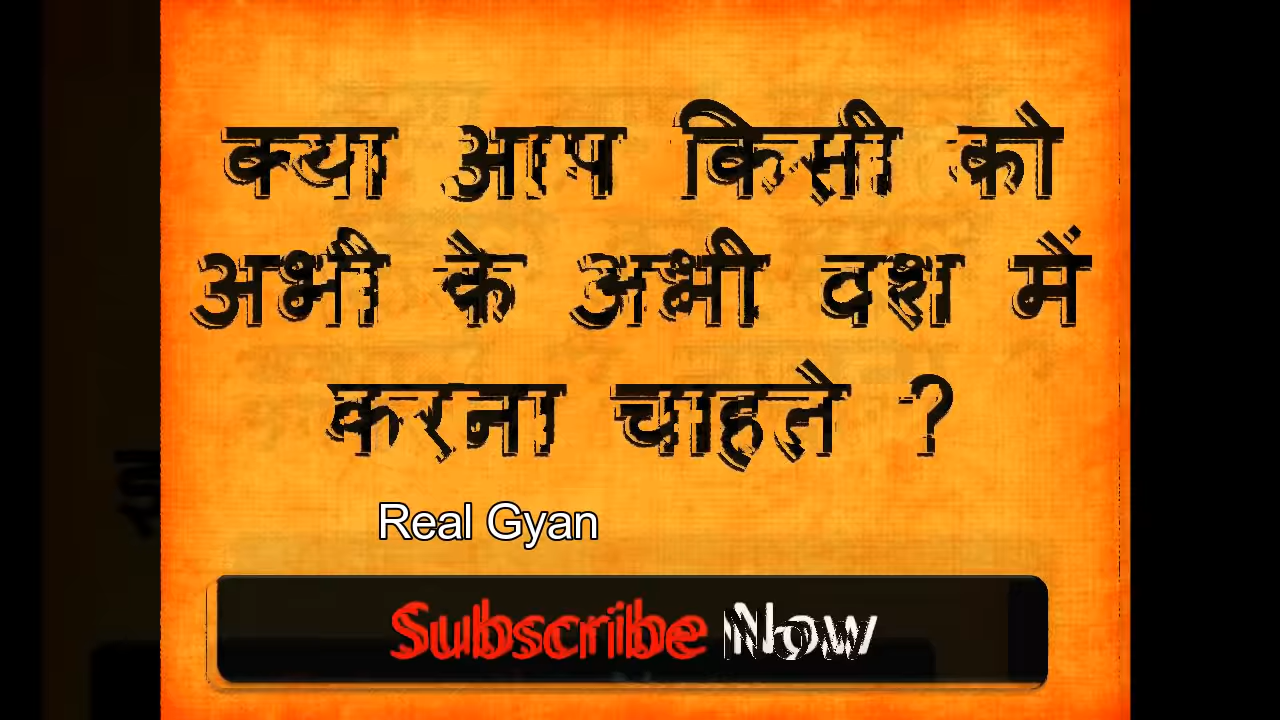 क्या आप किसी को
अभी के अभी वश में
करना चाहते ?
Real Gyan
Subscribe Now